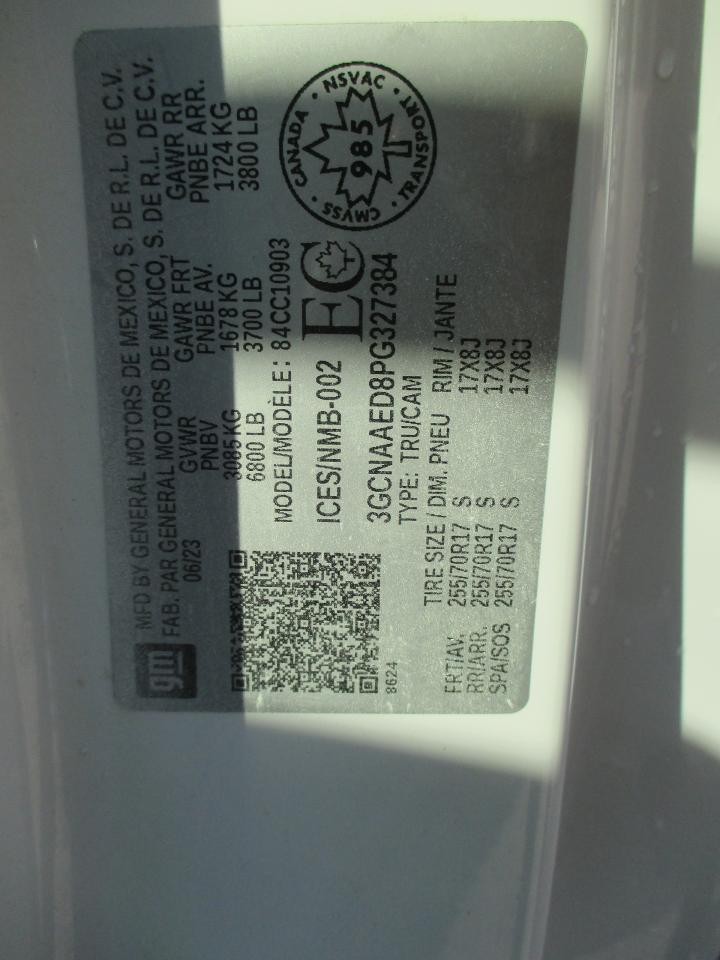 gm
MFD BY GENERAL MOTORS DE MEXICO, S. DE R.L. DE C.V.
FAB. PAR GENERAL MOTORS DE MEXICO, S. DE R.L. DE C.V.
06/23 GVWR GAWR FRT GAWR RR
PNBV PNBE AV. PNBE ARR.
3085 KG 1678 KG 1724 KG
6800 LB 3700 LB 3800 LB
MODEL/MODÈLE: 84CC10903
ICES/NMB-002 EC
CANADA • NSVAC • TRANSPORT • CMVSS •
985
3GCNAAED8PG327384
TYPE: TRU/CAM
8624
TIRE SIZE / DIM. PNEU RIM / JANTE
FRT/AV. 255/70R17 S 17X8J
RR/ARR. 255/70R17 S 17X8J
SPA/SOS 255/70R17 S 17X8J